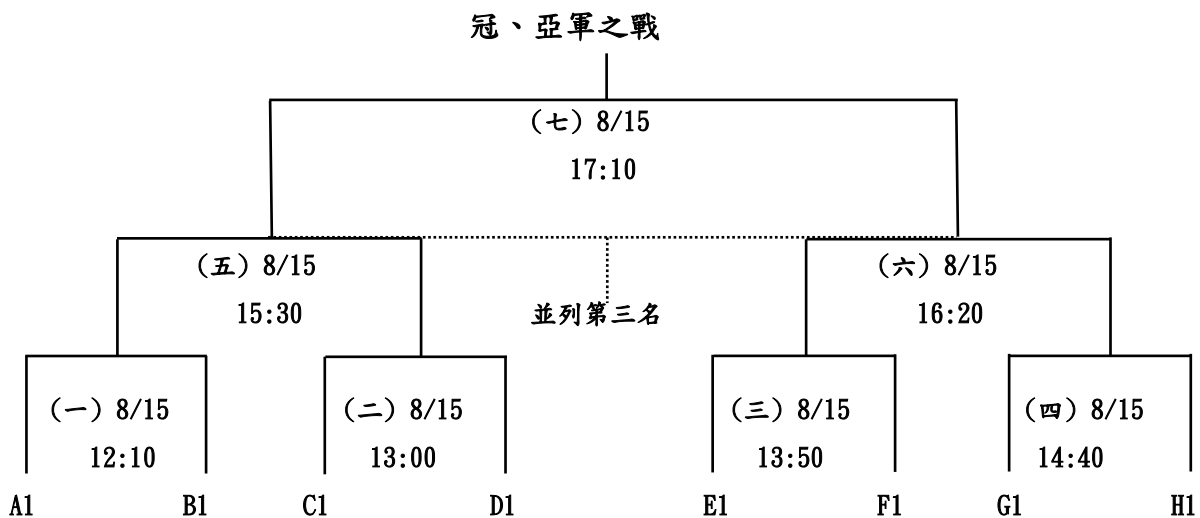 冠、亞軍之戰
(七) 8/15
17:10
(五) 8/15
15:30
並列第三名
(六) 8/15
16:20
(一) 8/15
12:10
(二) 8/15
13:00
(三) 8/15
13:50
(四) 8/15
14:40
A1
B1
C1
D1
E1
F1
G1
H1